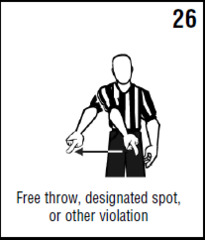 26
Free throw, designated spot,
or other violation